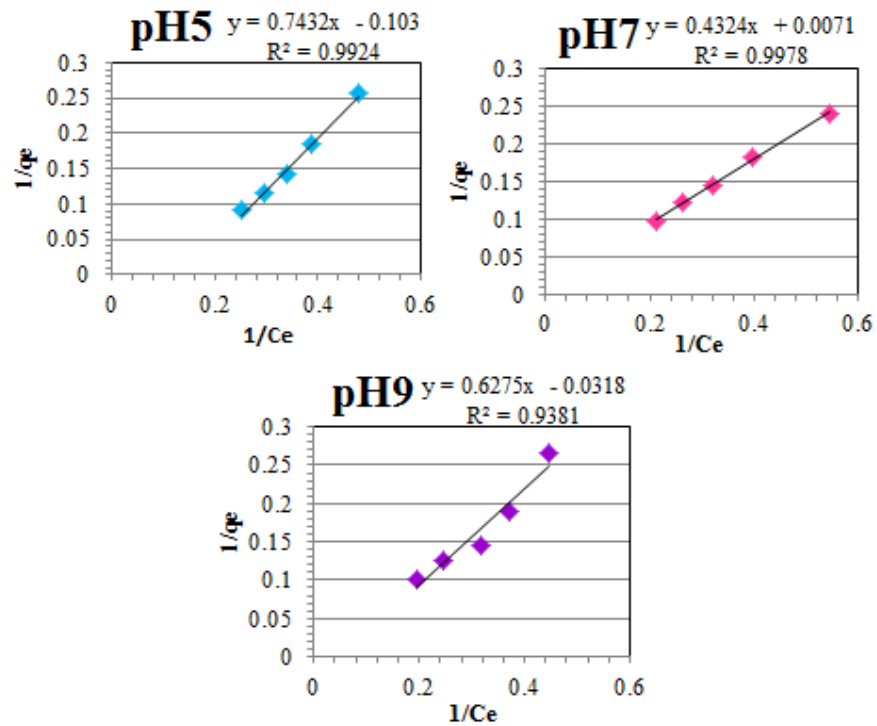 pH5 y = 0.7432x - 0.103
R² = 0.9924
0.3
0.25
0.2
0.15
0.1
0.05
0
1/qe
0 0.2 0.4 0.6
1/Ce
pH7 y = 0.4324x + 0.0071
R² = 0.9978
0.3
0.25
0.2
0.15
0.1
0.05
0
1/qe
0 0.2 0.4 0.6
1/Ce
pH9 y = 0.6275x - 0.0318
R² = 0.9381
0.3
0.25
0.2
0.15
0.1
0.05
0
1/qe
0 0.2 0.4 0.6
1/Ce